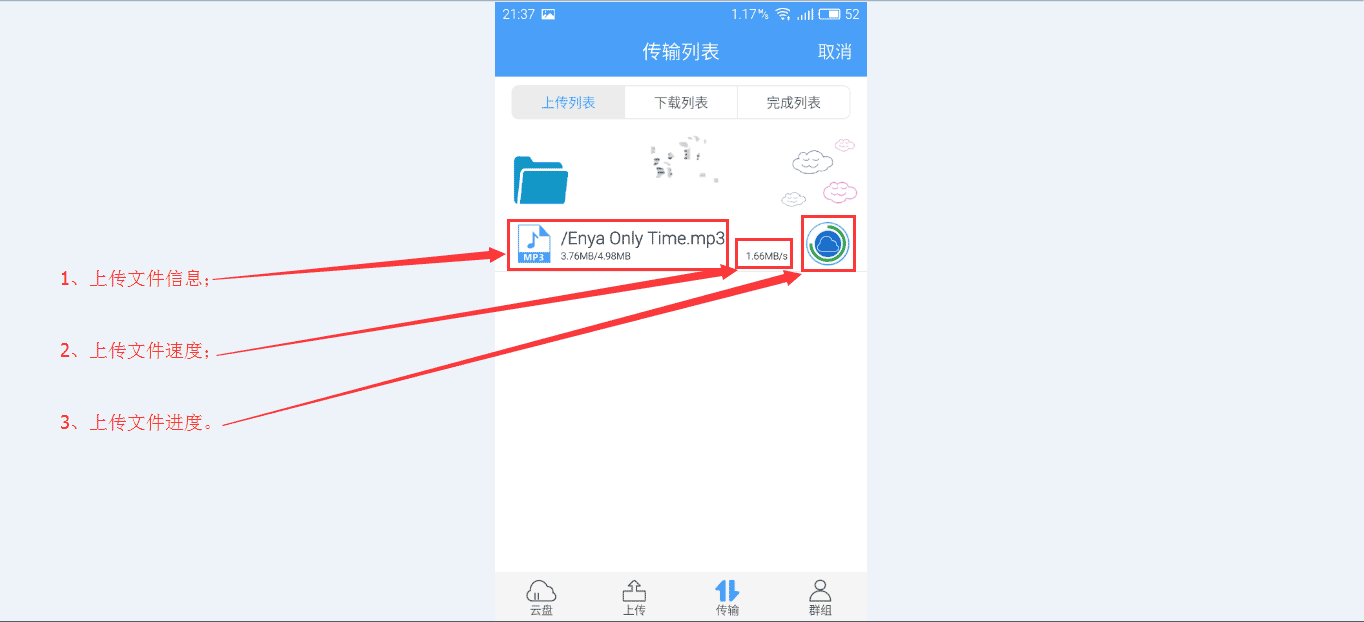 21:37 1.17 M/s 52
传输列表 取消
上传列表 下载列表 完成列表
/Enya Only Time.mp3
MP3 3.76MB/4.98MB 1.66MB/s
1、上传文件信息;
2、上传文件速度;
3、上传文件进度。
云盘 上传 传输 群组